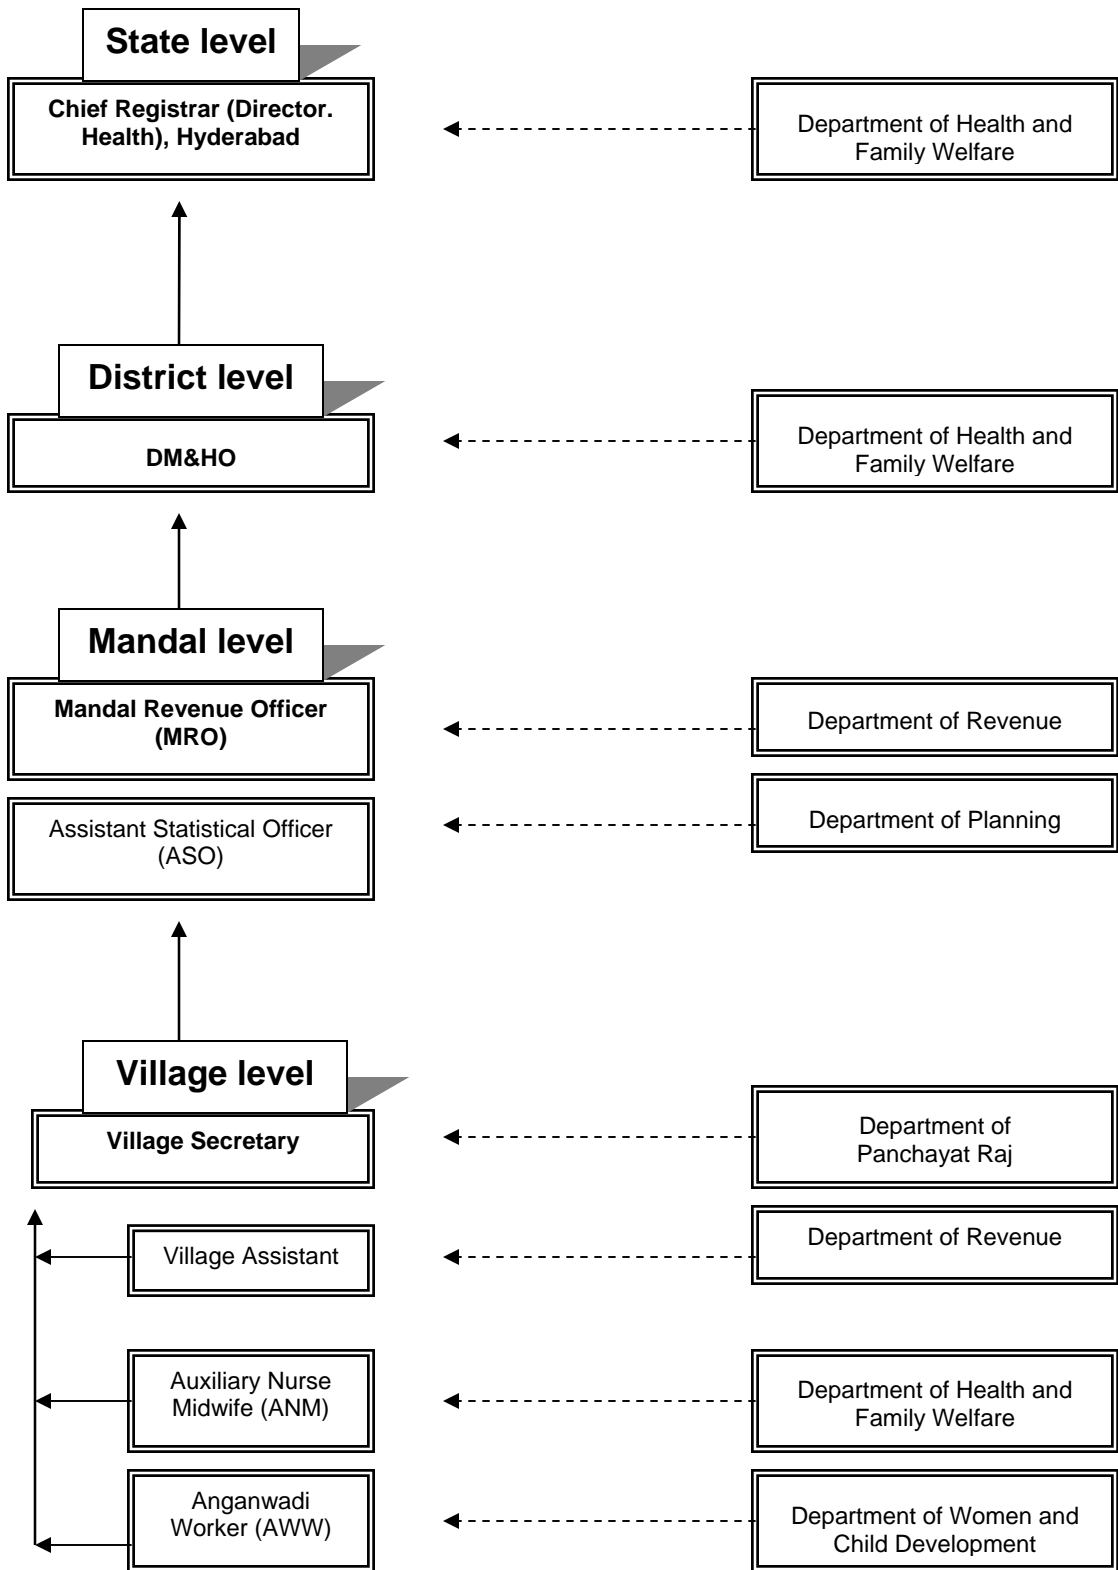 State level
Chief Registrar (Director.
Health), Hyderabad
Department of Health and
Family Welfare
District level
DM&HO
Department of Health and
Family Welfare
Mandal level
Mandal Revenue Officer
(MRO)
Department of Revenue
Assistant Statistical Officer
(ASO)
Department of Planning
Village level
Village Secretary
Department of
Panchayat Raj
Village Assistant
Department of Revenue
Auxiliary Nurse
Midwife (ANM)
Department of Health and
Family Welfare
Anganwadi
Worker (AWW)
Department of Women and
Child Development